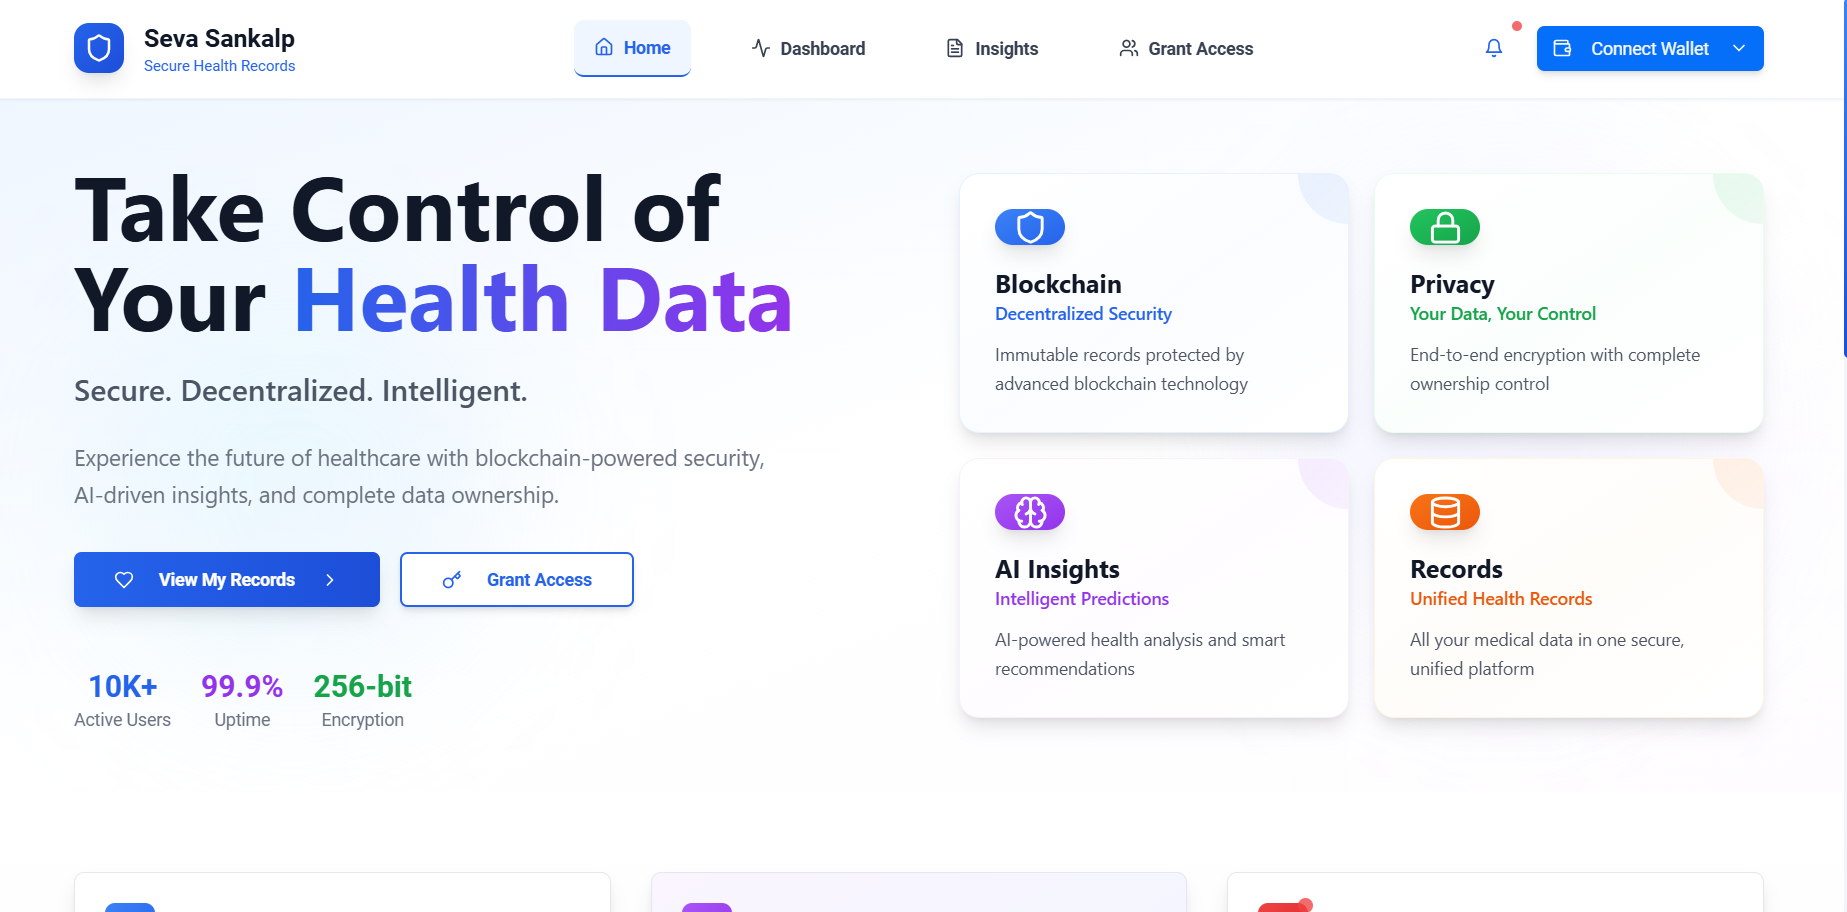 Seva Sankalp
Secure Health Records
Home
Dashboard
Insights
Grant Access
Connect Wallet
Take Control of
Your Health Data
Secure. Decentralized. Intelligent.
Experience the future of healthcare with blockchain-powered security,
AI-driven insights, and complete data ownership.
View My Records
Grant Access
10K+
Active Users
99.9%
Uptime
256-bit
Encryption
Blockchain
Decentralized Security
Immutable records protected by
advanced blockchain technology
Privacy
Your Data, Your Control
End-to-end encryption with complete
ownership control
AI Insights
Intelligent Predictions
AI-powered health analysis and smart
recommendations
Records
Unified Health Records
All your medical data in one secure,
unified platform